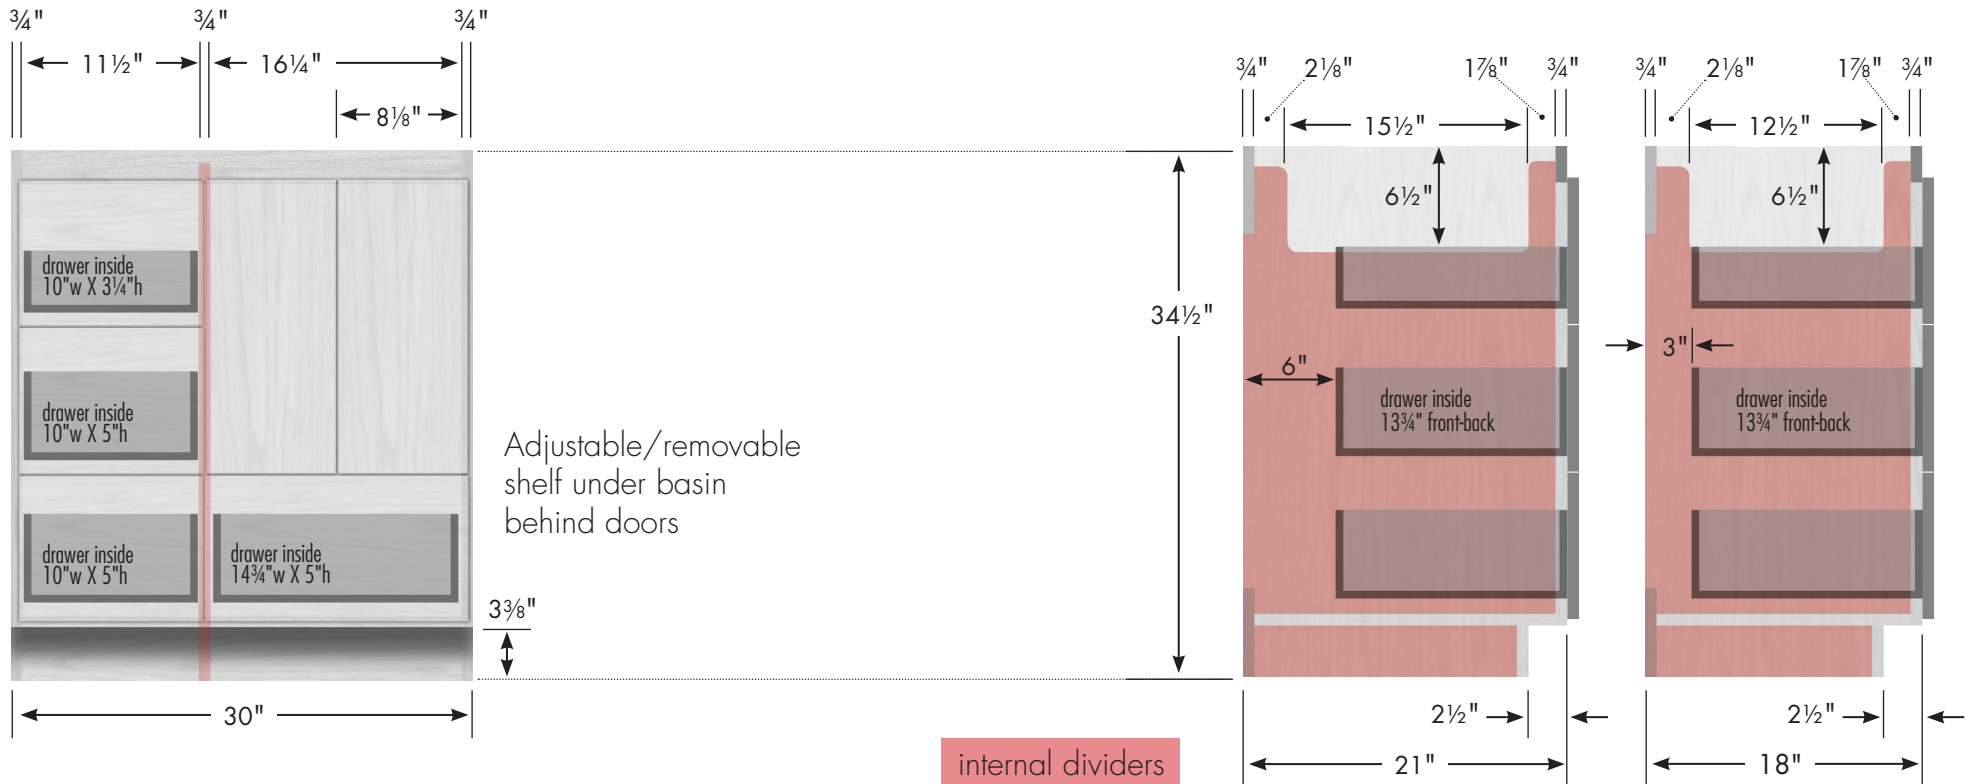 ¾" ¾" ¾"
11½" 16¼"
8⅛"
drawer inside
10"w X 3¼"h
drawer inside
10"w X 5"h
drawer inside
10"w X 5"h
drawer inside
14¾"w X 5"h
3⅜"
30"
Adjustable/removable
shelf under basin
behind doors
internal dividers
34½"
¾" 2⅛" 1⅞" ¾"
15½"
6½"
6"
drawer inside
13¾" front-back
2½"
21"
¾" 2⅛" 1⅞" ¾"
12½"
6½"
3"
drawer inside
13¾" front-back
2½"
18"